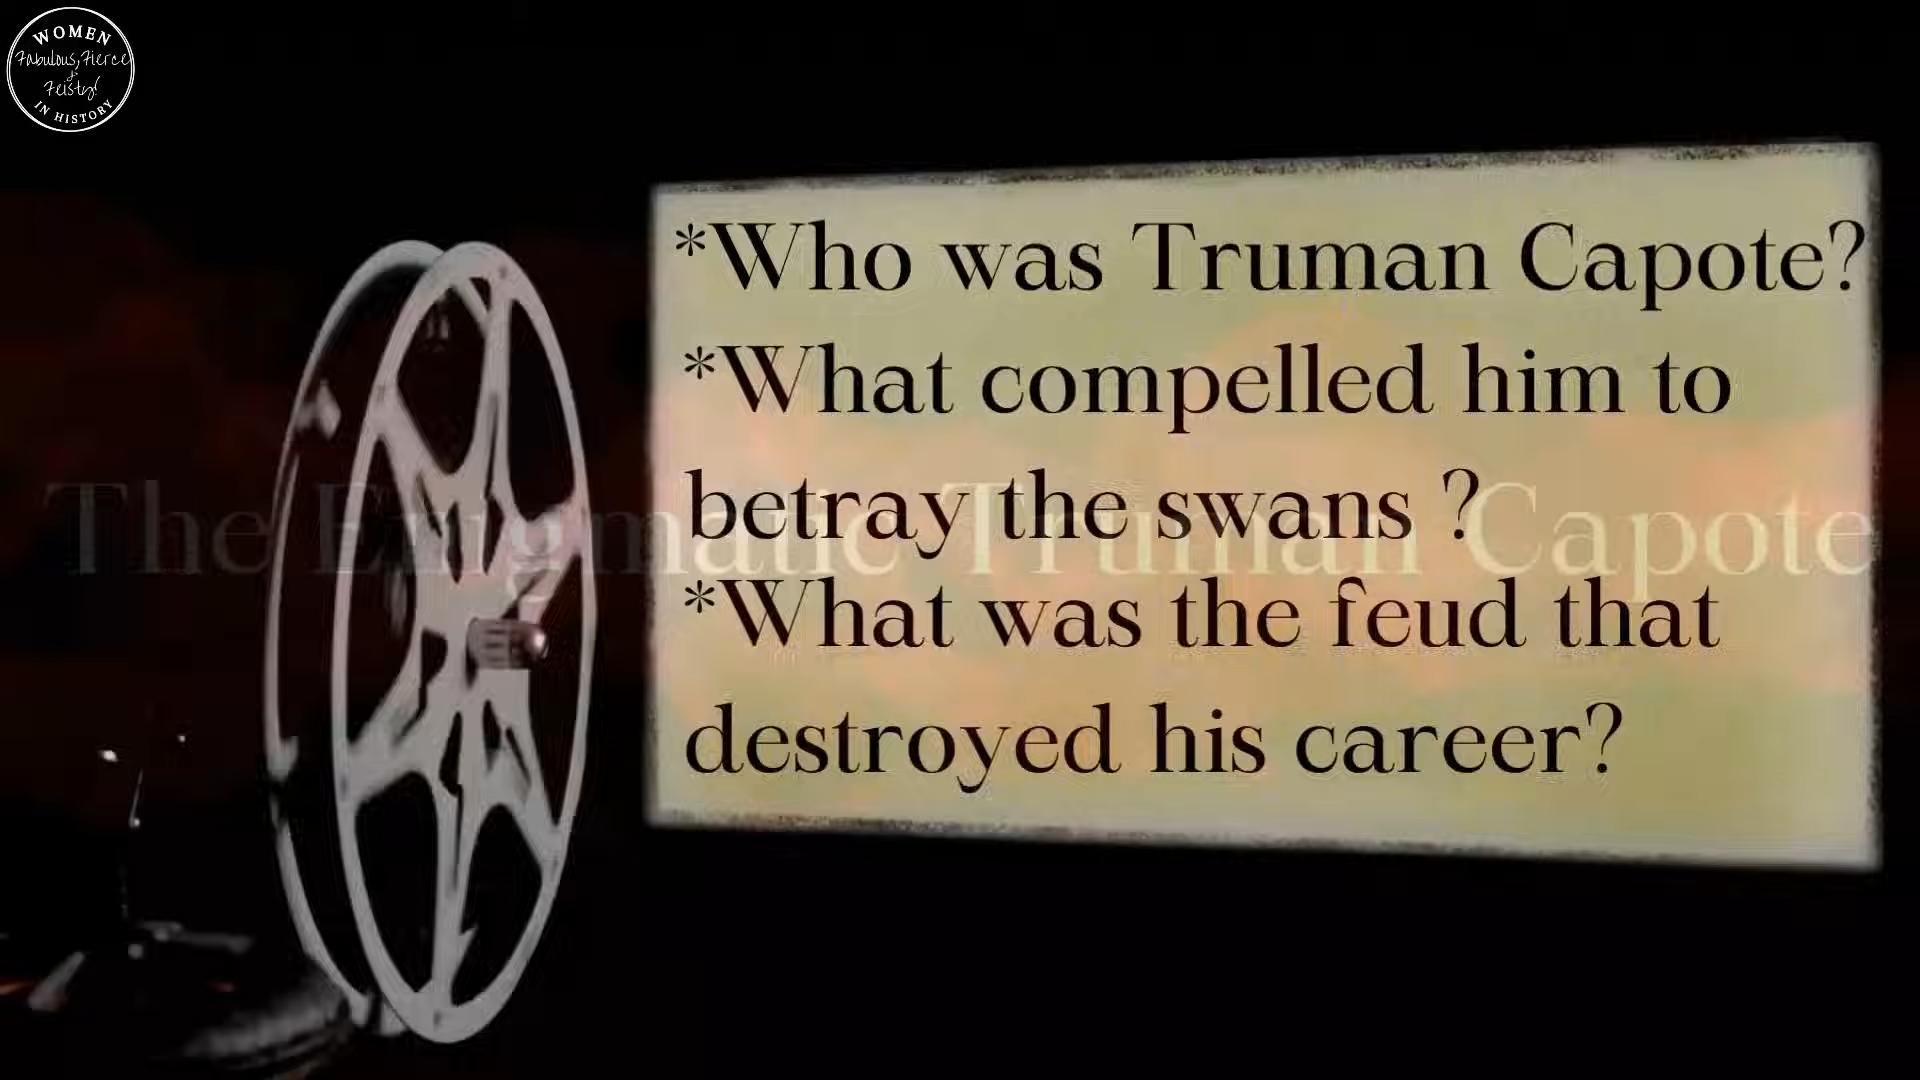 WOMEN
Fabulous, Fierce
&
Feisty!
IN HISTORY
*Who was Truman Capote?
*What compelled him to
betray the swans ?
The Enigmatic Truman Capote
*What was the feud that
destroyed his career?